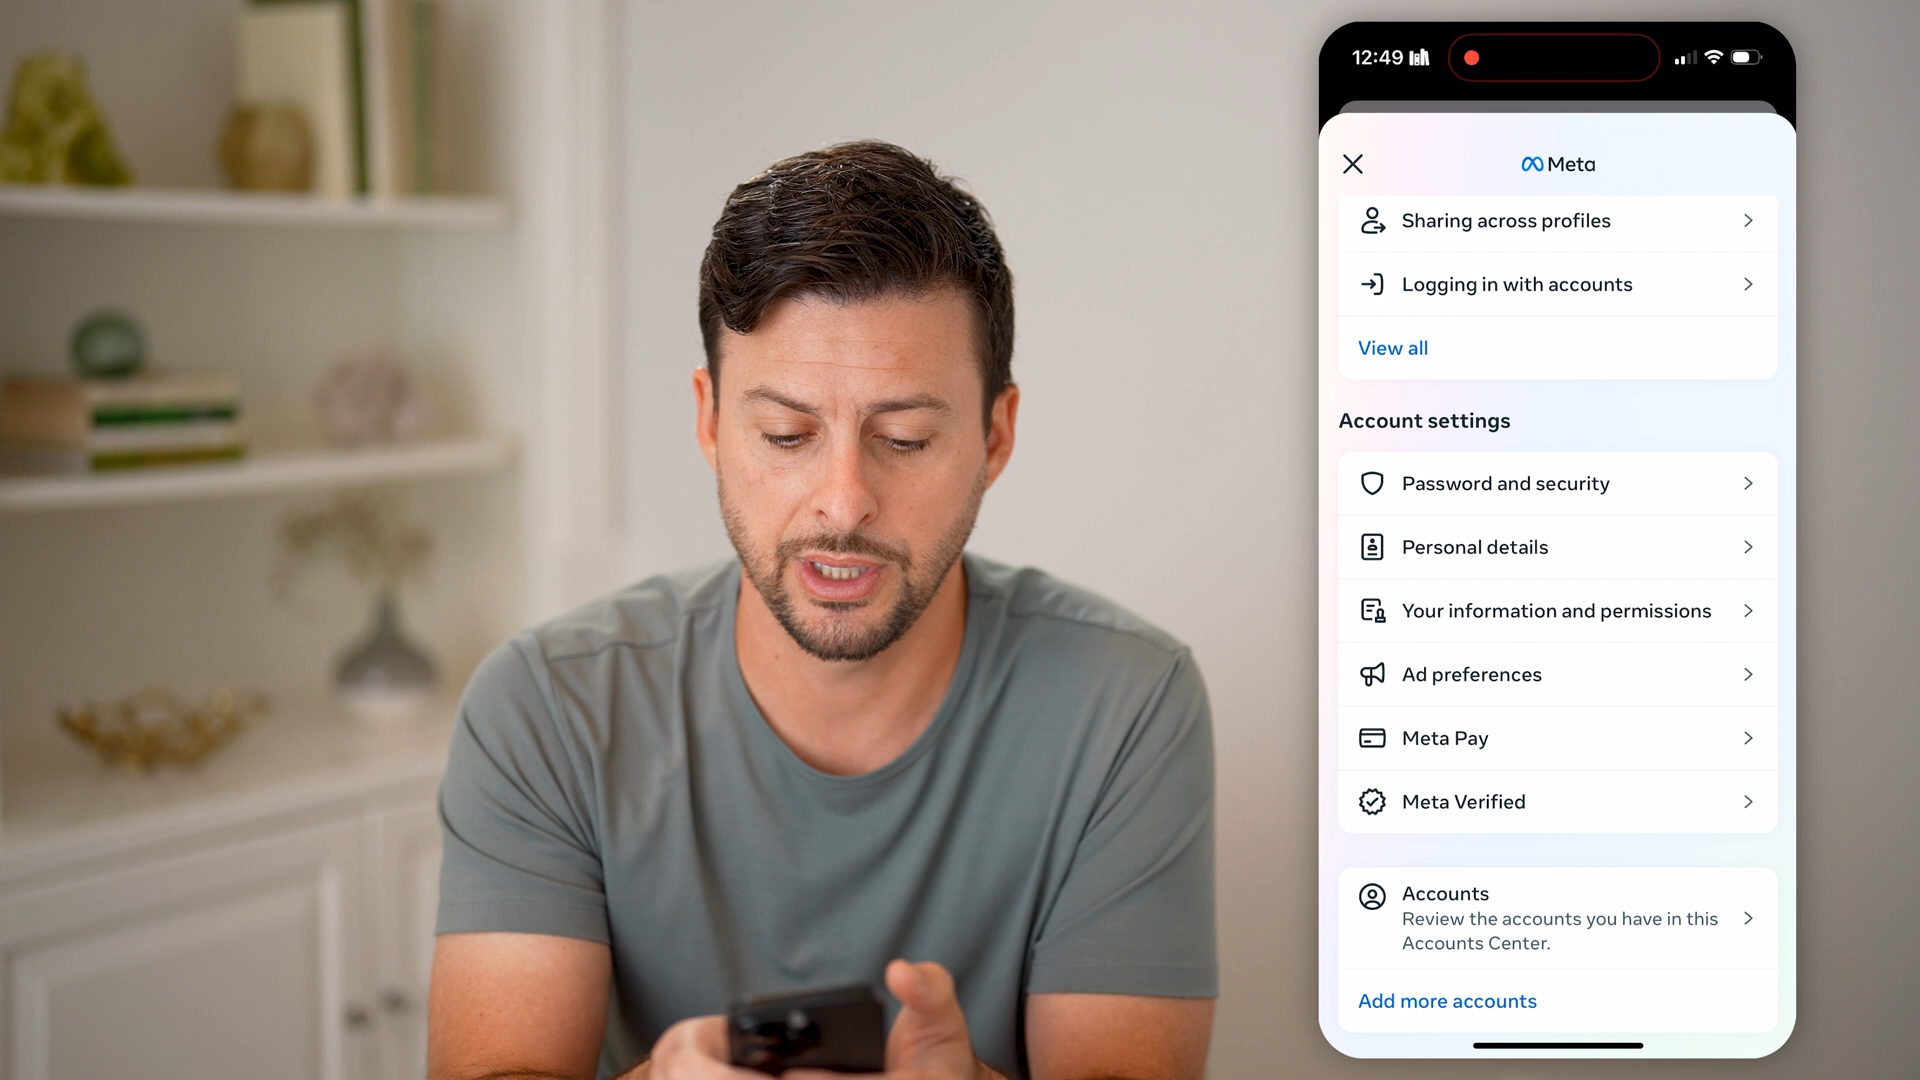 12:49
Meta
Sharing across profiles
Logging in with accounts
View all
Account settings
Password and security
Personal details
Your information and permissions
Ad preferences
Meta Pay
Meta Verified
Accounts
Review the accounts you have in this
Accounts Center.
Add more accounts